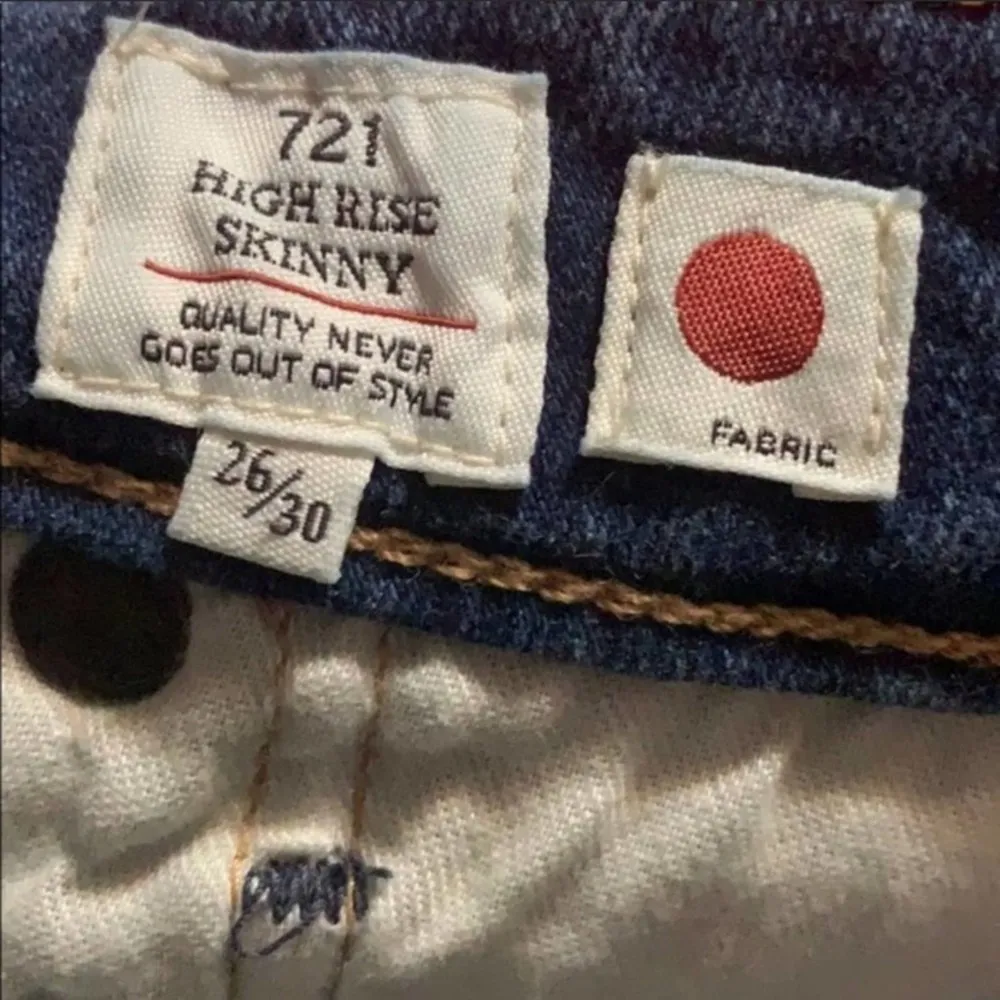 721
HIGH RISE
SKINNY
QUALITY NEVER
GOES OUT OF STYLE
26/30
FABRIC